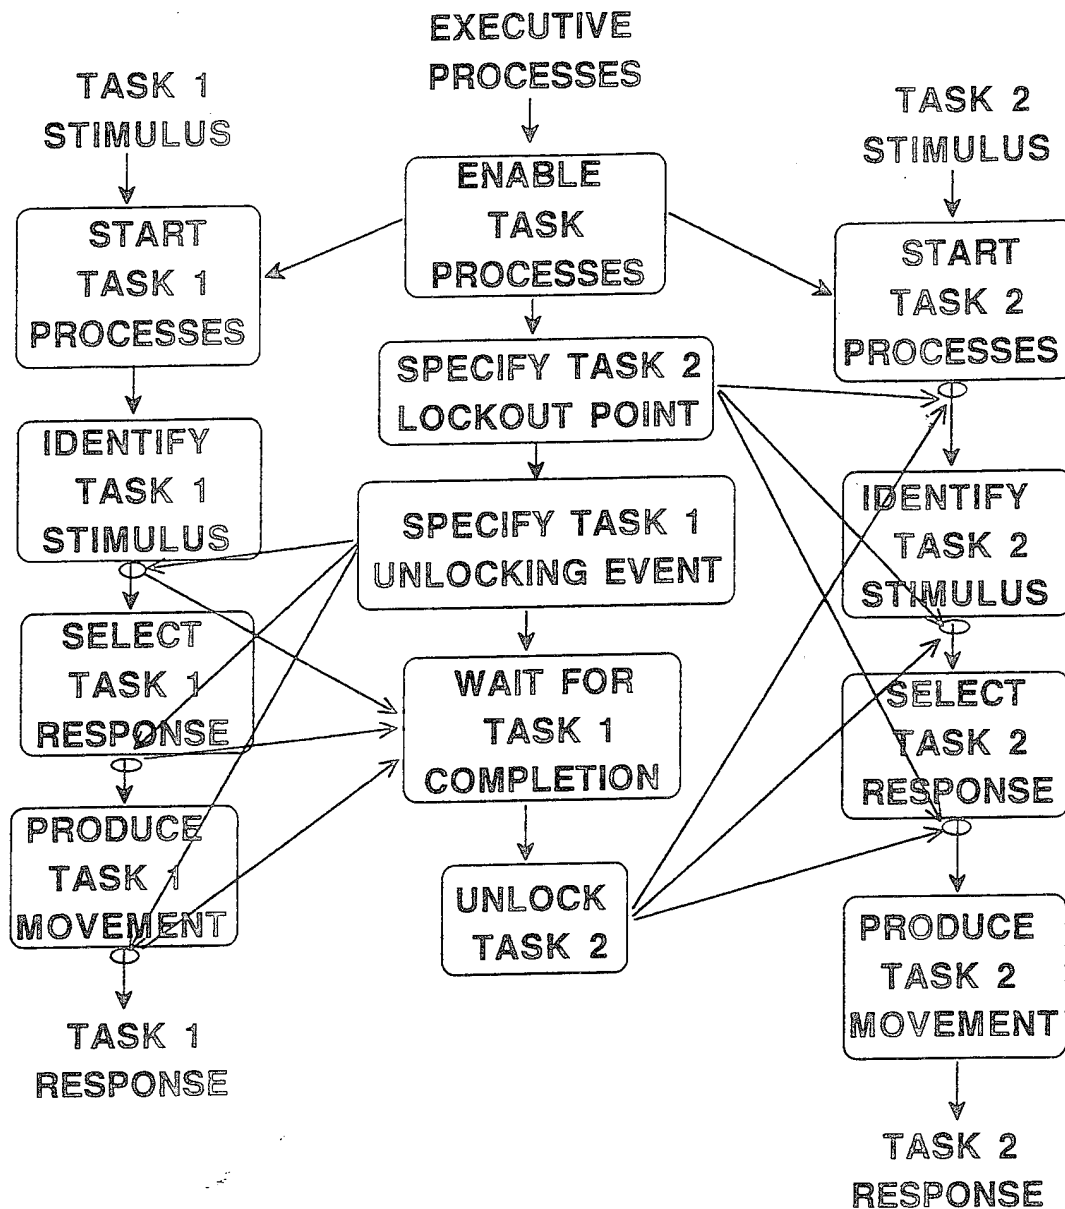 EXECUTIVE
PROCESSES
TASK 1
STIMULUS
TASK 2
STIMULUS
ENABLE
TASK
PROCESSES
START
TASK 1
PROCESSES
START
TASK 2
PROCESSES
SPECIFY TASK 2
LOCKOUT POINT
IDENTIFY
TASK 1
STIMULUS
SPECIFY TASK 1
UNLOCKING EVENT
IDENTIFY
TASK 2
STIMULUS
SELECT
TASK 1
RESPONSE
WAIT FOR
TASK 1
COMPLETION
SELECT
TASK 2
RESPONSE
PRODUCE
TASK 1
MOVEMENT
UNLOCK
TASK 2
PRODUCE
TASK 2
MOVEMENT
TASK 1
RESPONSE
TASK 2
RESPONSE